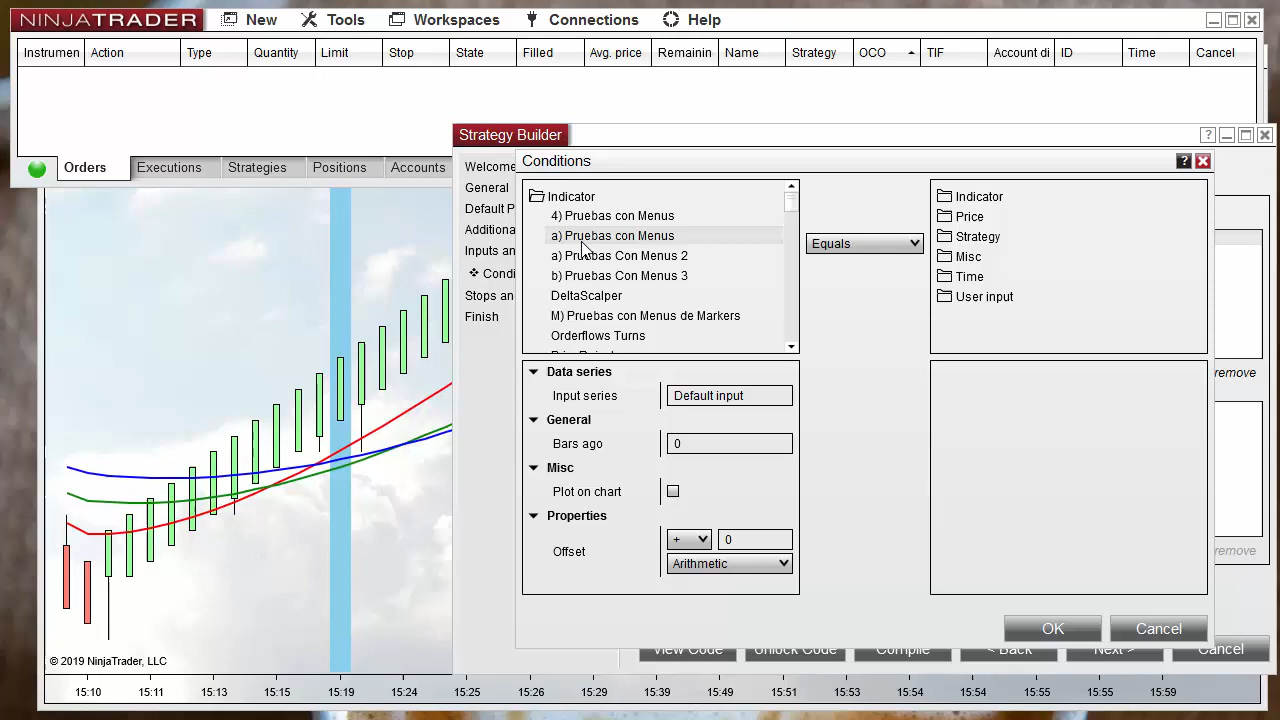 NINJATRADER New Tools Workspaces Connections Help
Instrumen Action Type Quantity Limit Stop State Filled Avg. price Remainin Name Strategy OCO TIF Account di ID Time Cancel
Orders Executions Strategies Positions Accounts
Strategy Builder
Welcome
General
Default P
Additiona
Inputs an
Condi
Stops an
Finish
Conditions
Indicator
4) Pruebas con Menus
a) Pruebas con Menus
a) Pruebas Con Menus 2
b) Pruebas Con Menus 3
DeltaScalper
M) Pruebas con Menus de Markers
Orderflows Turns
Equals
Indicator
Price
Strategy
Misc
Time
User input
Data series
Input series Default input
General
Bars ago 0
Misc
Plot on chart
Properties
Offset + 0
Arithmetic
remove
remove
OK Cancel
View Code Unlock Code Compile < Back Next > Cancel
© 2019 NinjaTrader, LLC
15:10 15:11 15:13 15:15 15:19 15:24 15:25 15:26 15:29 15:39 15:49 15:51 15:53 15:54 15:54 15:55 15:55 15:59